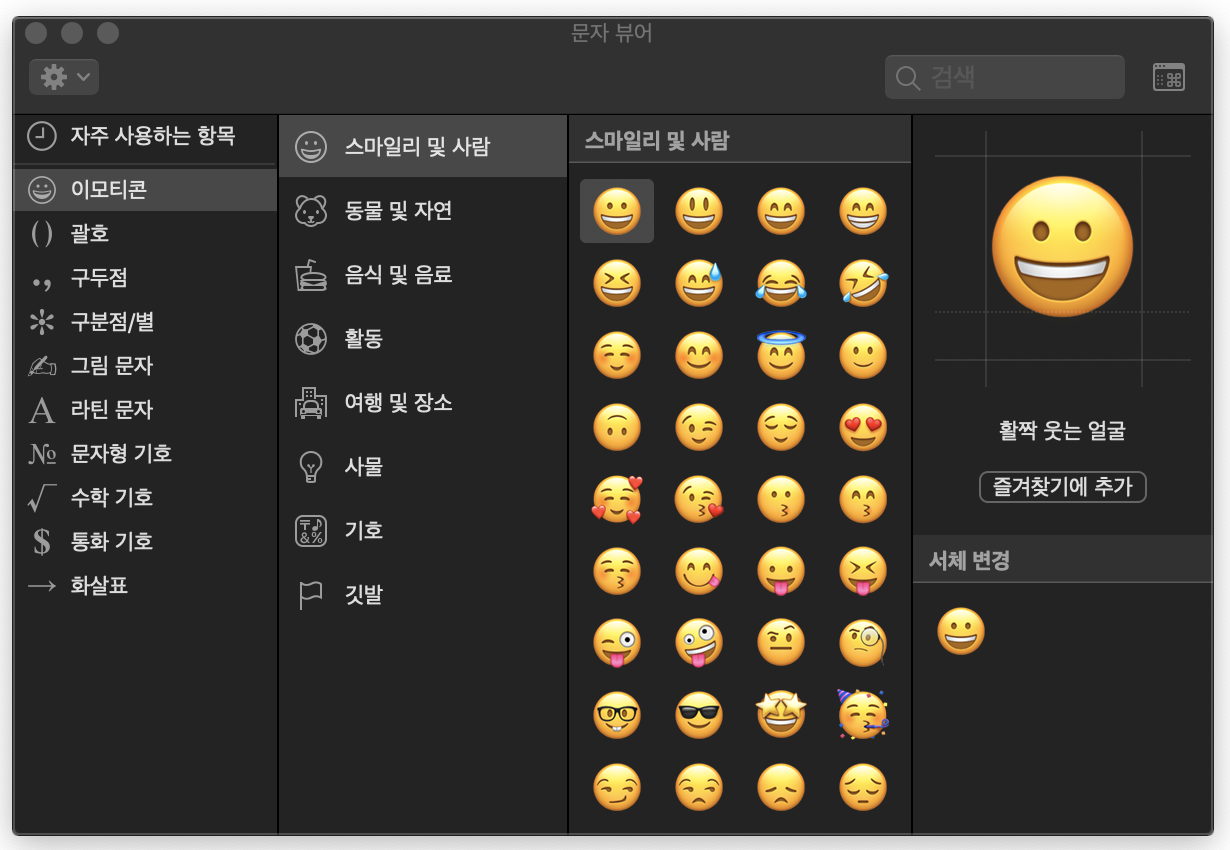 문자 뷰어
검색
자주 사용하는 항목
이모티콘
괄호
구두점
구분점/별
그림 문자
라틴 문자
문자형 기호
수학 기호
통화 기호
화살표
스마일리 및 사람
동물 및 자연
음식 및 음료
활동
여행 및 장소
사물
기호
깃발
스마일리 및 사람
활짝 웃는 얼굴
즐겨찾기에 추가
서체 변경